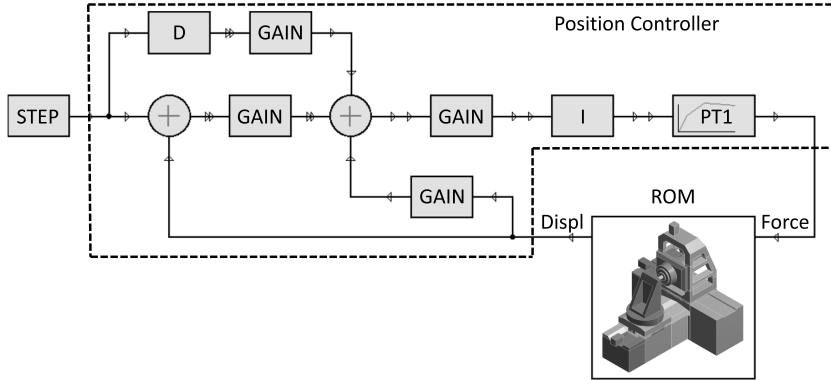 Position Controller
D
GAIN
STEP
GAIN
GAIN
I
PT1
GAIN
ROM
Displ
Force